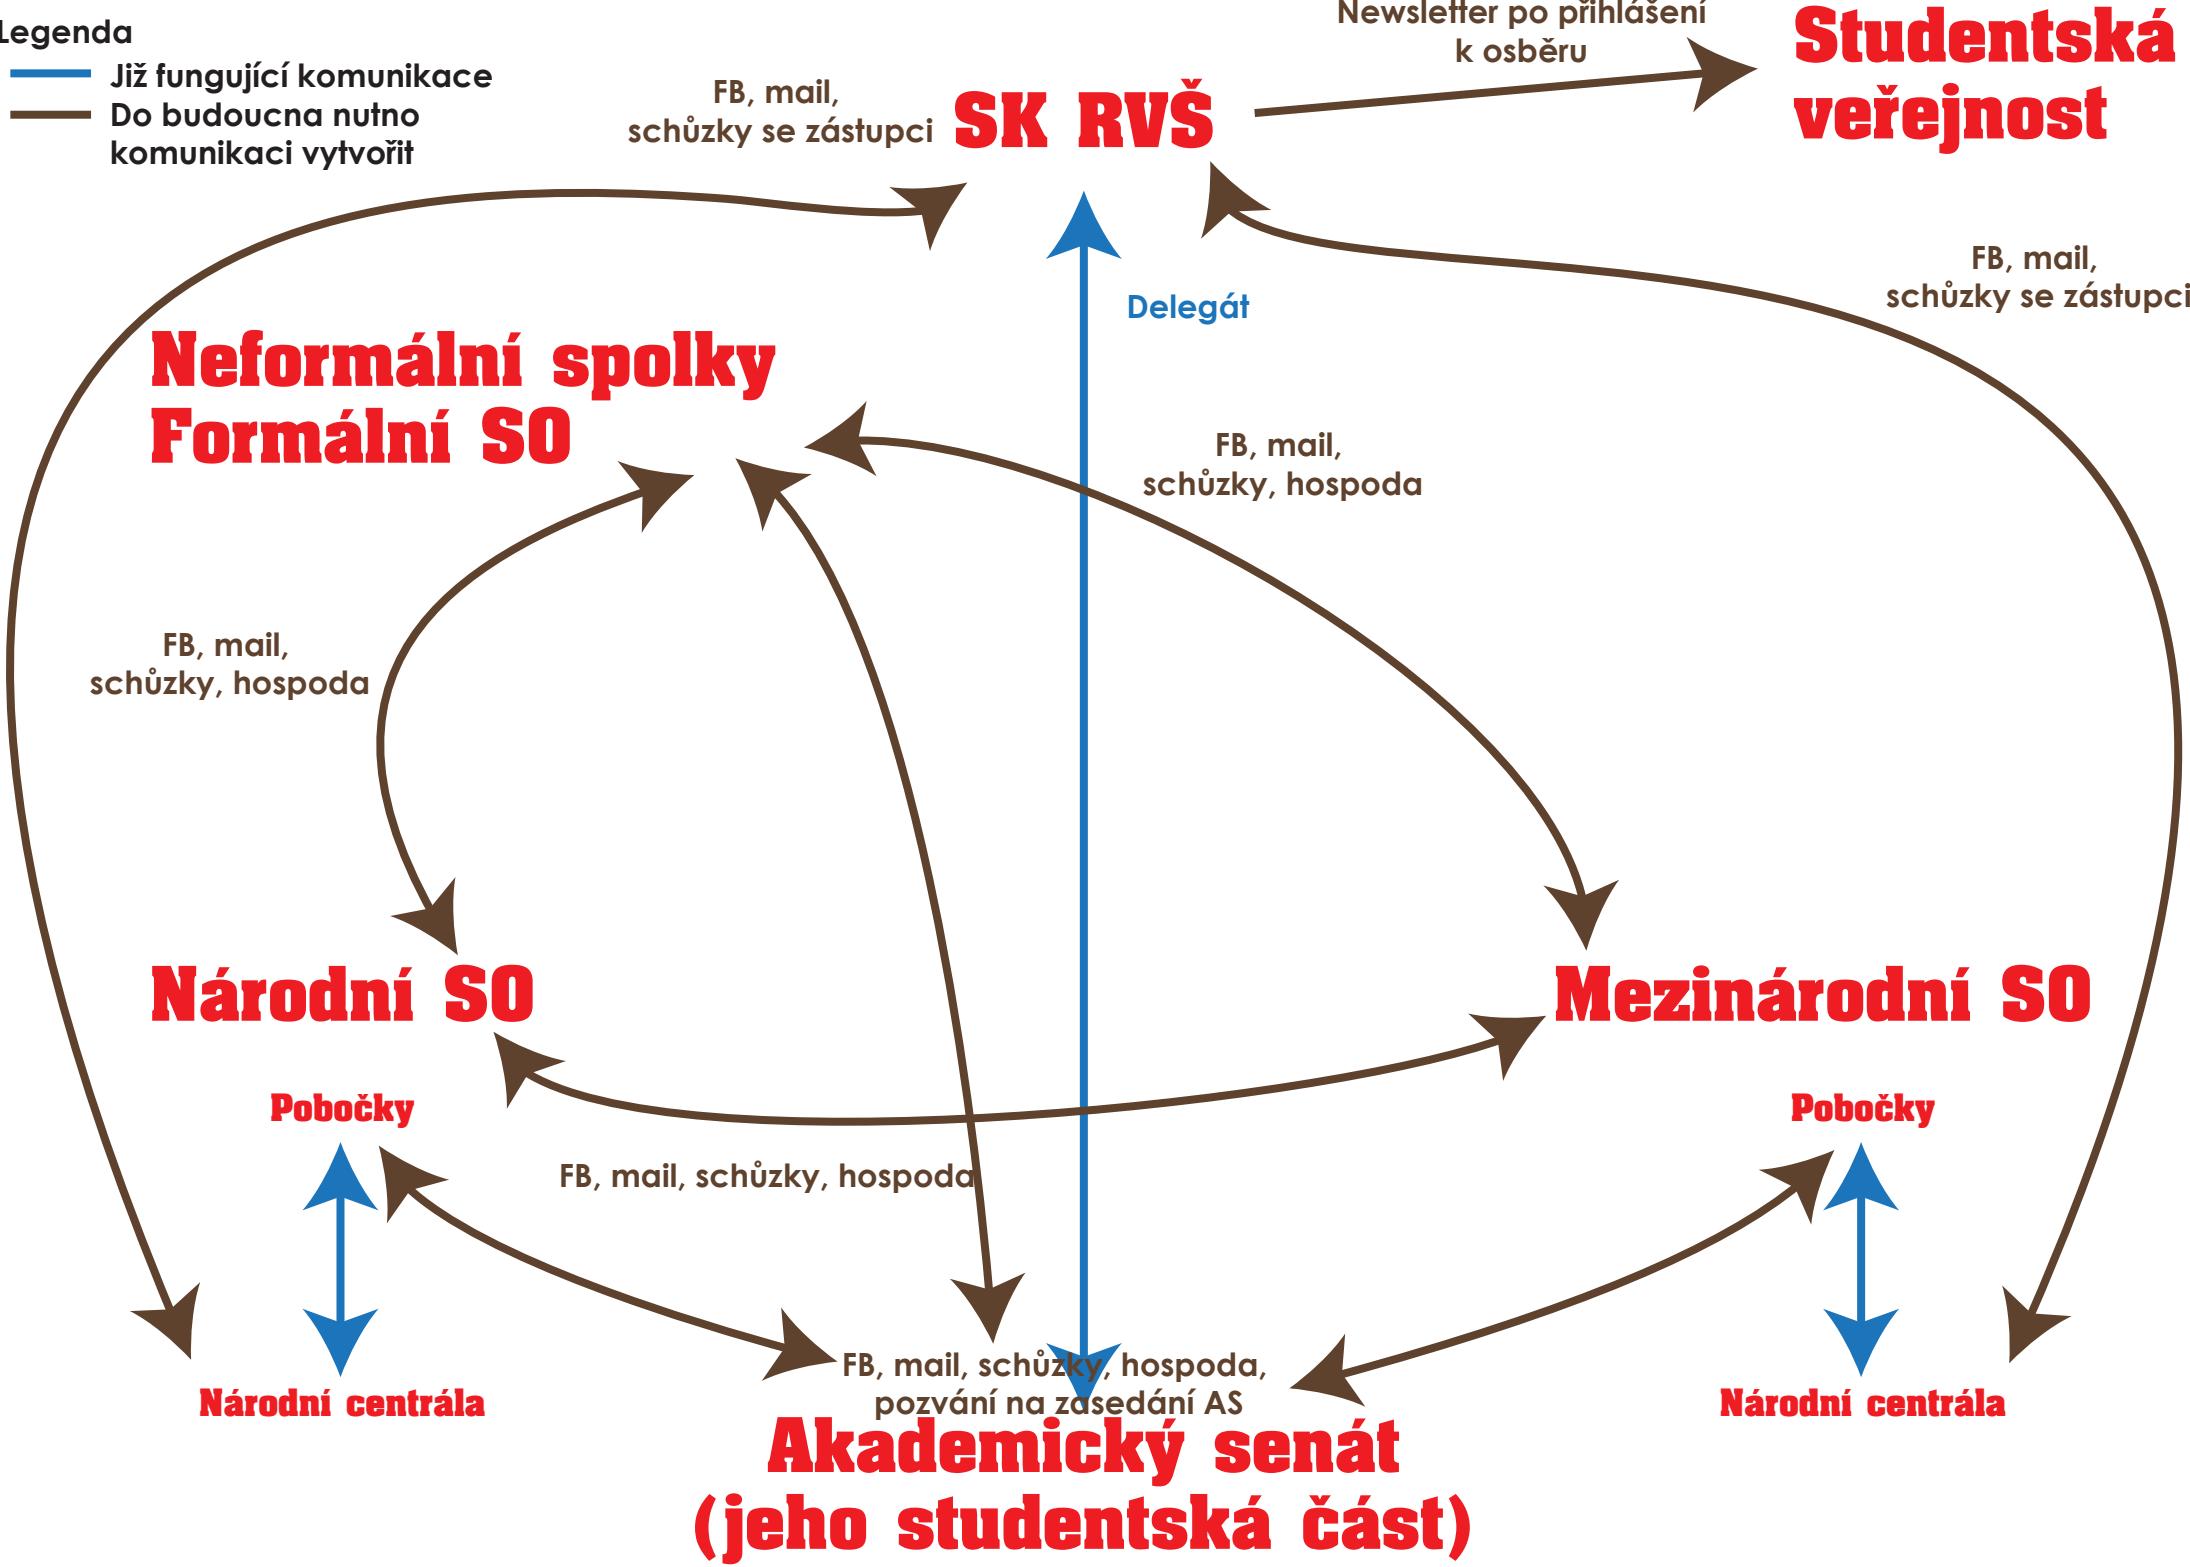 Legenda
Již fungující komunikace
Do budoucna nutno
komunikaci vytvořit
FB, mail,
schůzky se zástupci
SK RVŠ
Newsletter po přihlášení
k osběru
Studentská
veřejnost
FB, mail,
schůzky se zástupci
Delegát
Neformální spolky
Formální SO
FB, mail,
schůzky, hospoda
FB, mail,
schůzky, hospoda
Národní SO
Mezinárodní SO
Pobočky
Pobočky
FB, mail, schůzky, hospoda
FB, mail, schůzky, hospoda,
pozvání na zasedání AS
Národní centrála
Národní centrála
Akademický senát
(jeho studentská část)